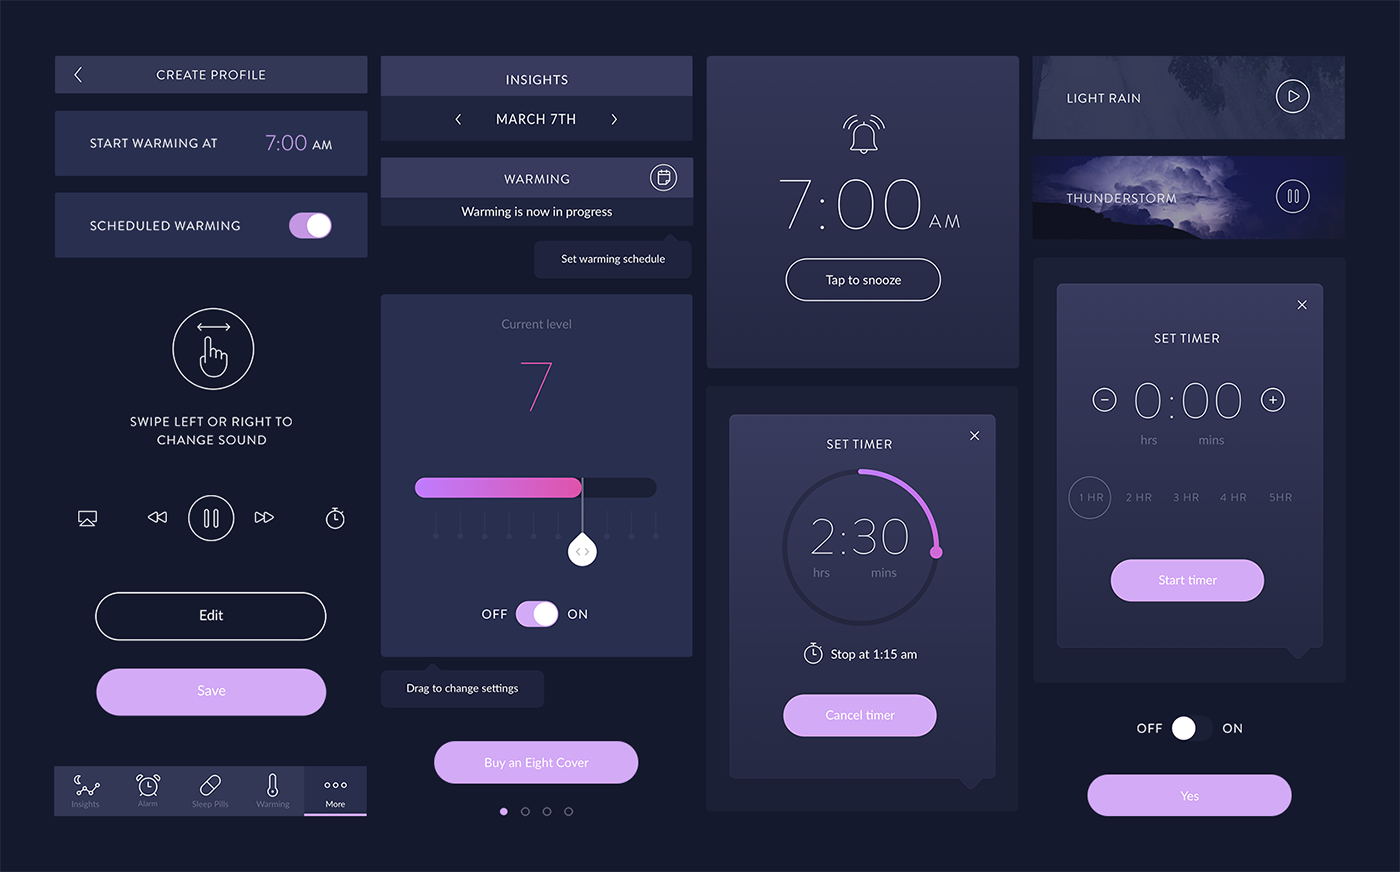 CREATE PROFILE
START WARMING AT 7:00 AM
SCHEDULED WARMING
SWIPE LEFT OR RIGHT TO
CHANGE SOUND
Edit
Save
Insights Alarm Sleep Pills Warming More
INSIGHTS
MARCH 7TH
WARMING
Warming is now in progress
Set warming schedule
Current level
7
OFF ON
Drag to change settings
Buy an Eight Cover
7:00 AM
Tap to snooze
SET TIMER
2:30
hrs mins
Stop at 1:15 am
Cancel timer
LIGHT RAIN
THUNDERSTORM
SET TIMER
0:00
hrs mins
1 HR 2 HR 3 HR 4 HR 5HR
Start timer
OFF ON
Yes